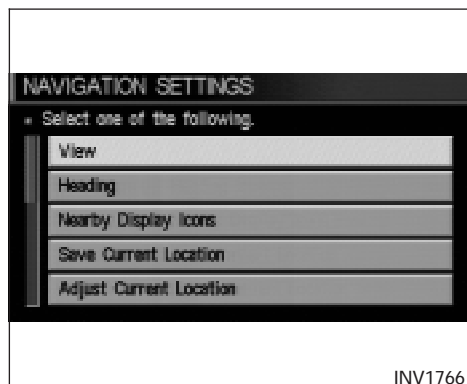 NAVIGATION SETTINGS
Select one of the following.
View
Heading
Nearby Display Icons
Save Current Location
Adjust Current Location
INV1766